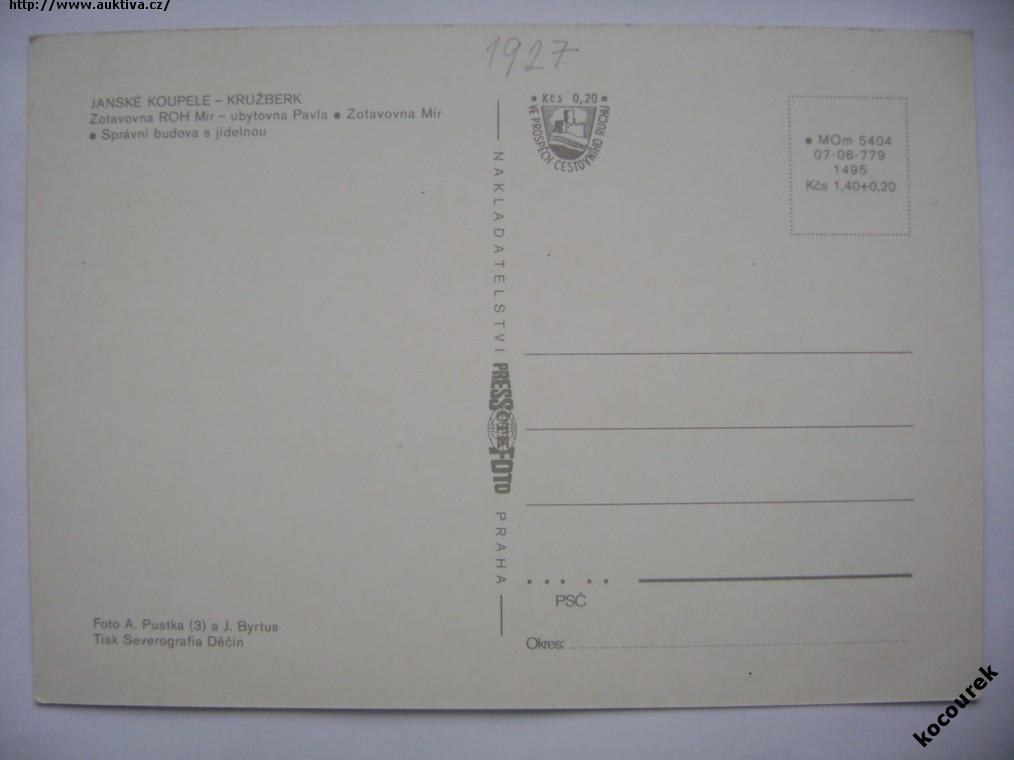 http://www.auktiva.cz/
1927
JANSKÉ KOUPELE – KRUŽBERK
Zotavovna ROH Mír – ubytovna Pavla ● Zotavovna Mír
● Správní budova s jídelnou
● Kčs 0,20 ●
VE PROSPĚCH CESTOVNÍHO RUCHU
● MOm 5404
07-06-779
1495
Kčs 1,40+0,20
NAKLADATELSTVÍ
PRESSFOTO
ČTK
PRAHA
PSČ
Okres:
Foto A. Pustka (3) a J. Byrtus
Tisk Severografia Děčín
kocourek